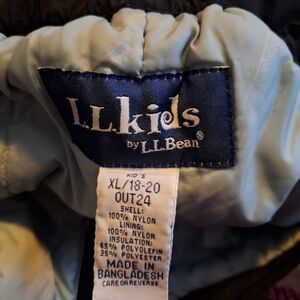 L.L.kids
by L.L.Bean®
KID'S
XL/18-20
OUT24
SHELL:
100% NYLON
LINING:
100% NYLON
INSULATION:
65% POLYOLEFIN
35% POLYESTER
MADE IN
BANGLADESH
CARE ON REVERSE